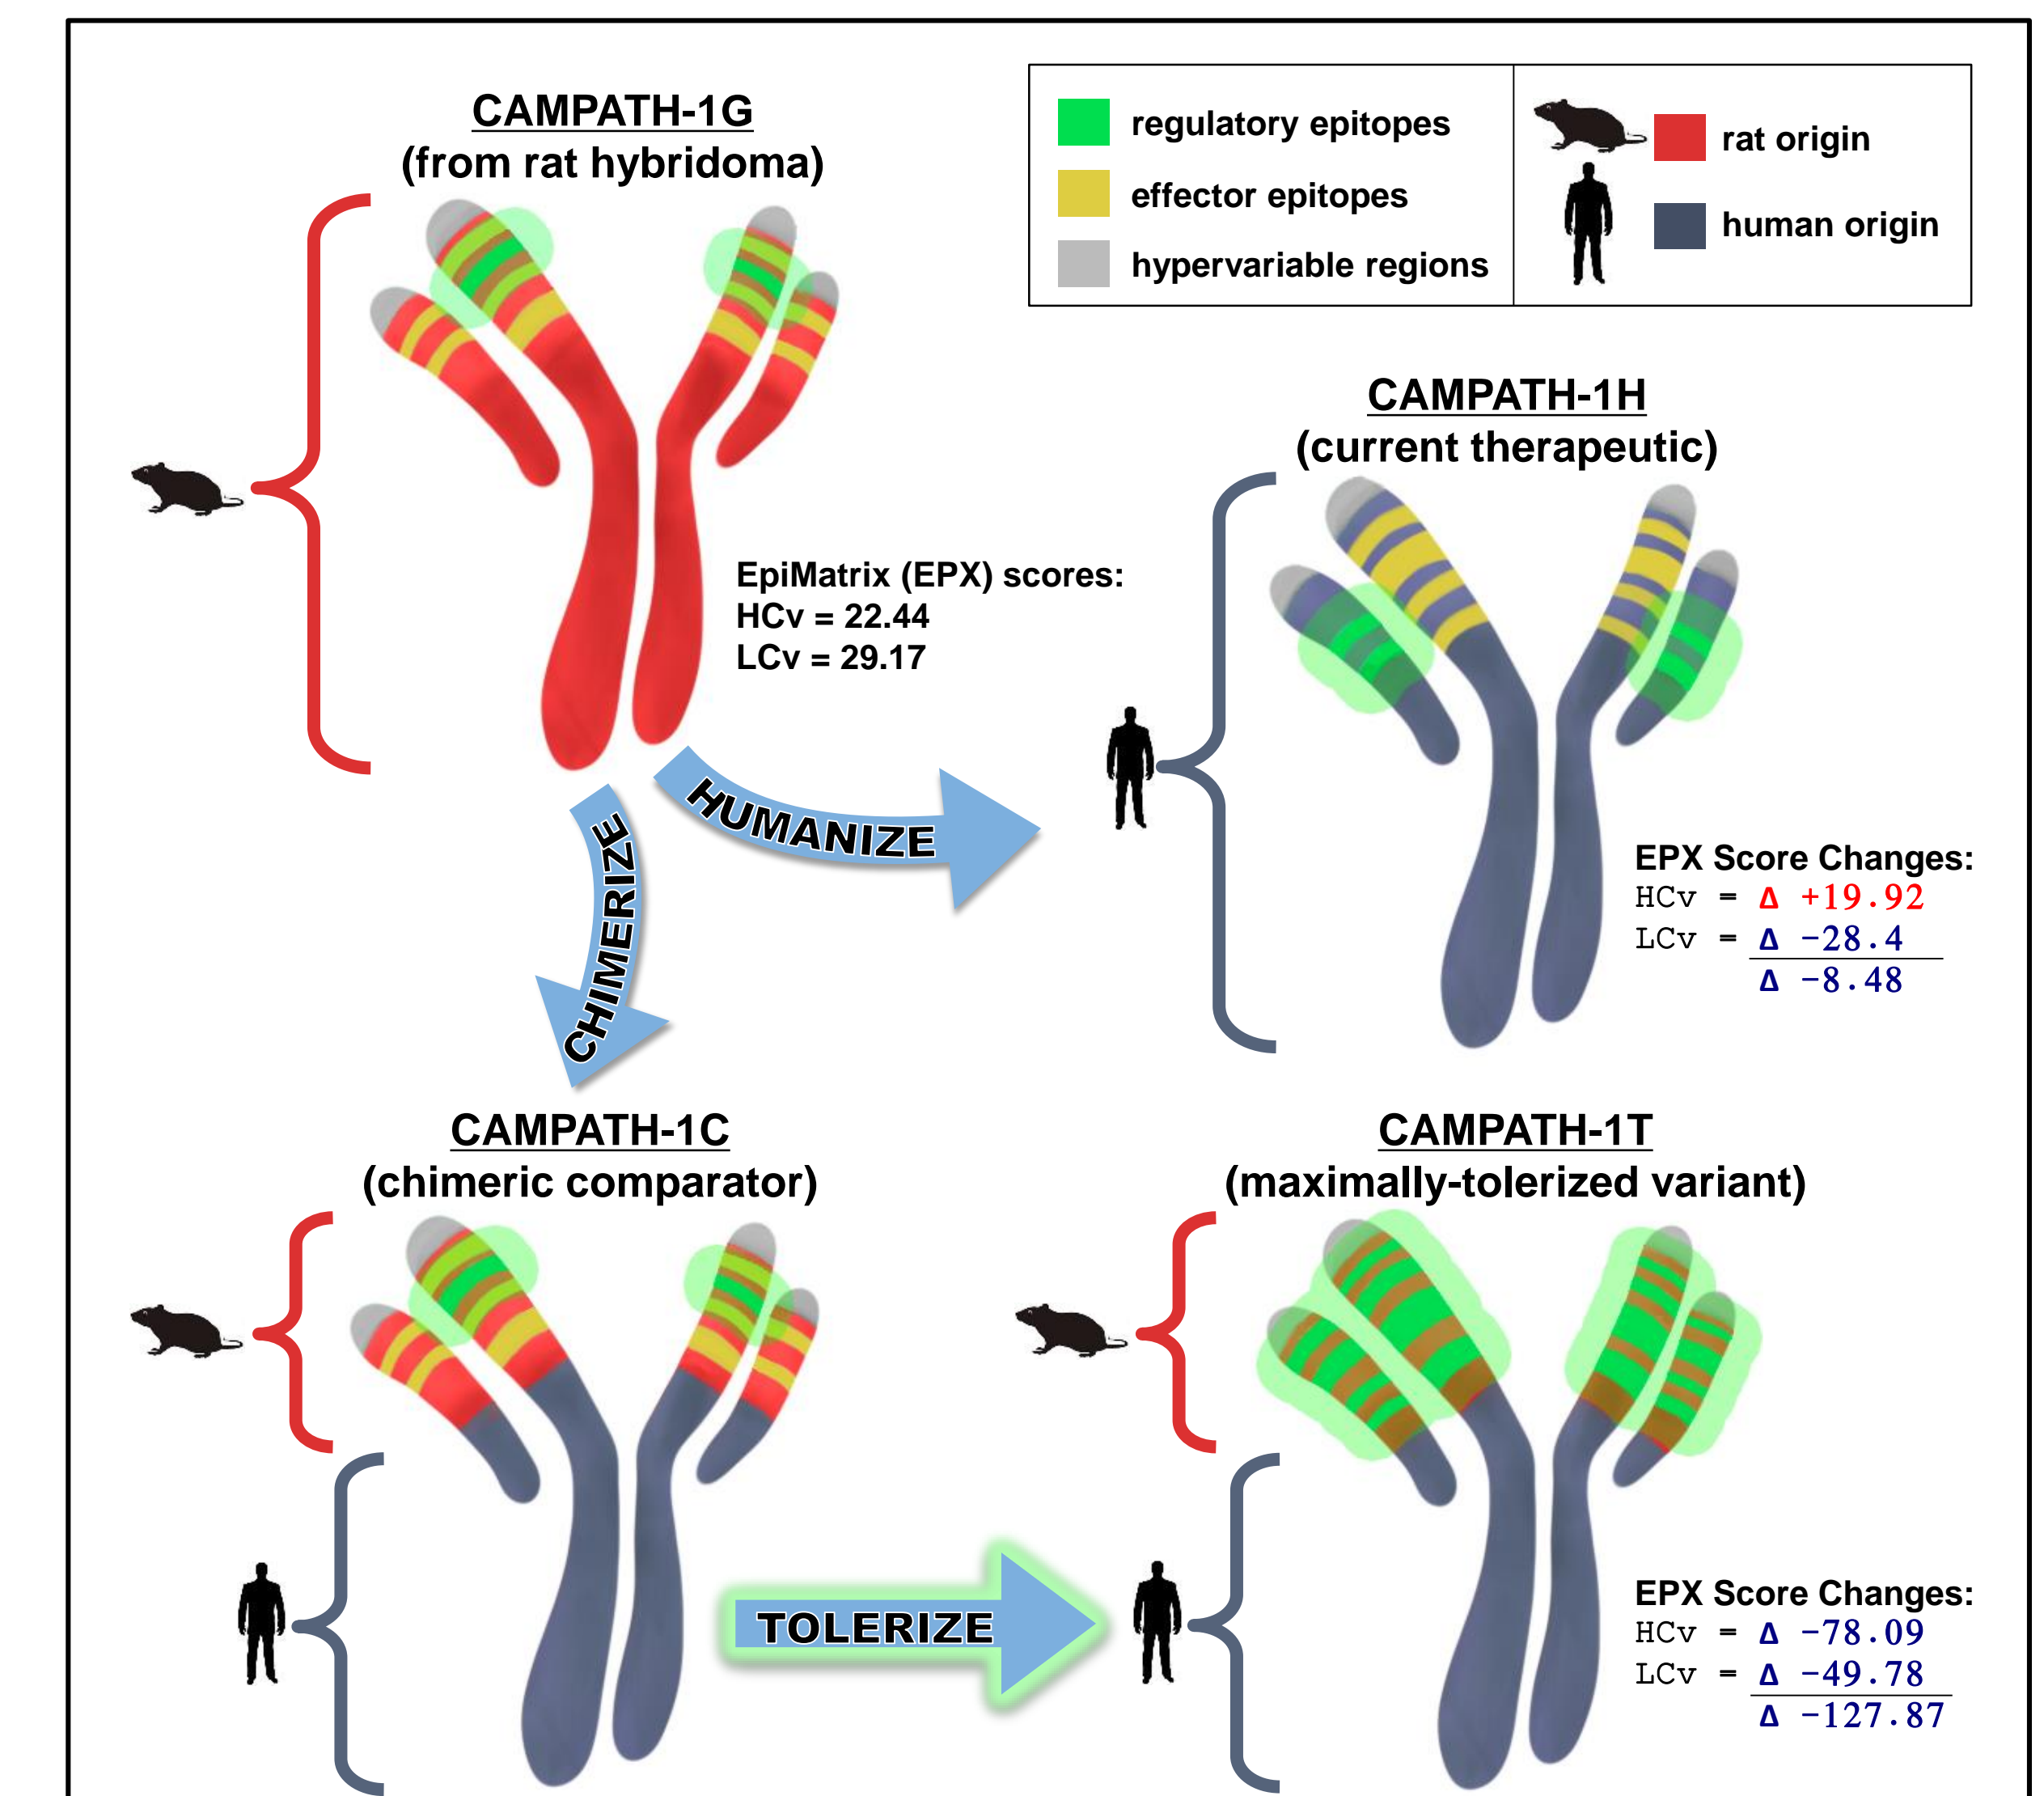 CAMPATH-1G
(from rat hybridoma)
regulatory epitopes
effector epitopes
hypervariable regions
rat origin
human origin
EpiMatrix (EPX) scores:
HCv = 22.44
LCv = 29.17
CAMPATH-1H
(current therapeutic)
HUMANIZE
CHIMERIZE
EPX Score Changes:
HCv = Δ +19.92
LCv = Δ -28.4
Δ -8.48
CAMPATH-1C
(chimeric comparator)
CAMPATH-1T
(maximally-tolerized variant)
TOLERIZE
EPX Score Changes:
HCv = Δ -78.09
LCv = Δ -49.78
Δ -127.87